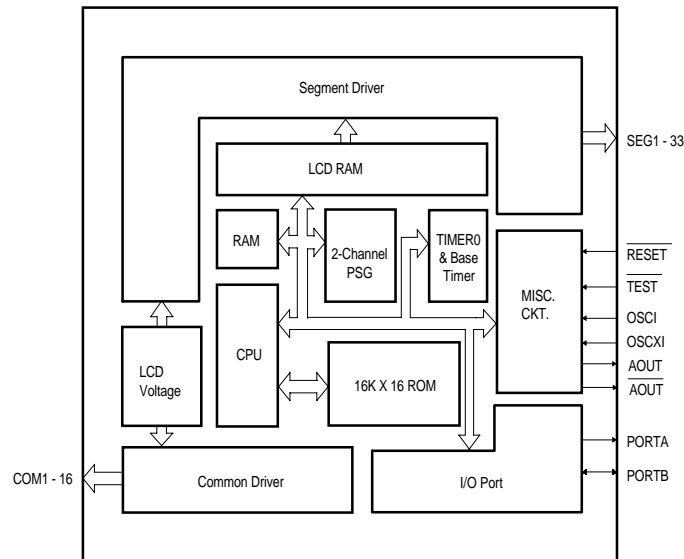 Segment Driver
SEG1 - 33
LCD RAM
RAM
2-Channel
PSG
TIMER0
& Base
Timer
MISC.
CKT.
RESET
TEST
OSCI
OSCXI
AOUT
AOUT
CPU
LCD
Voltage
16K X 16 ROM
PORTA
PORTB
COM1 - 16
Common Driver
I/O Port